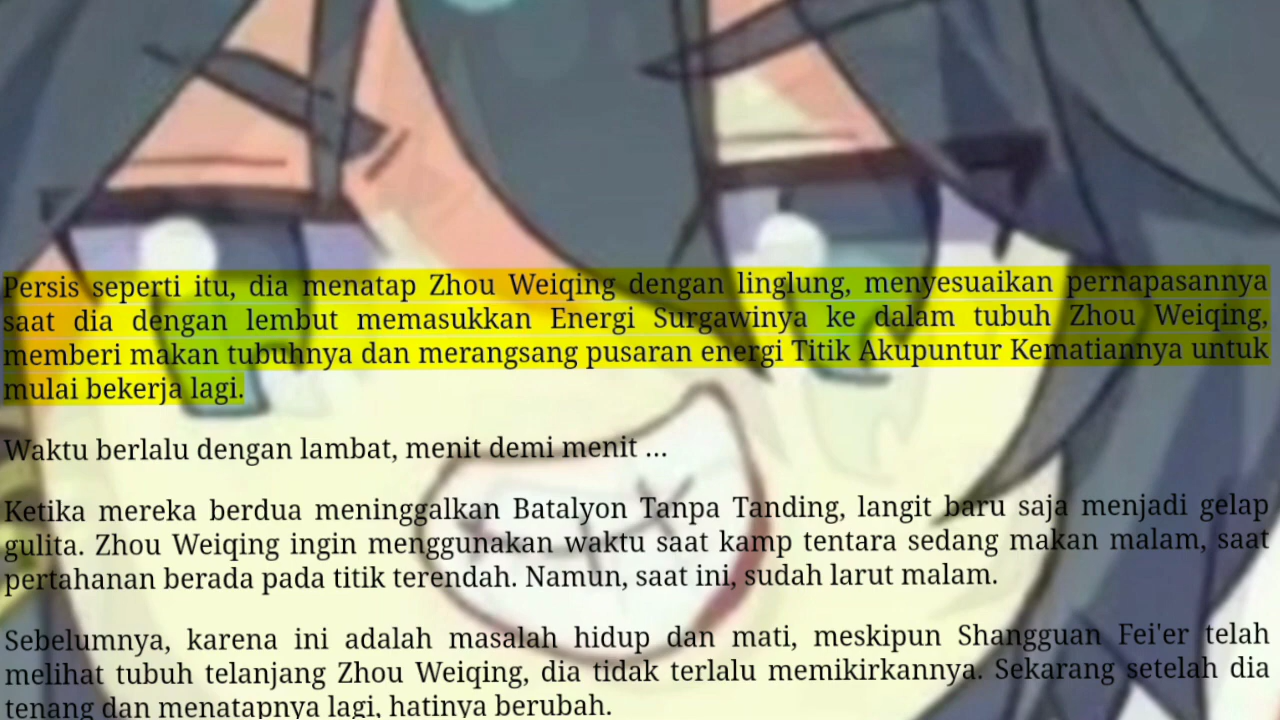 Persis seperti itu, dia menatap Zhou Weiqing dengan linglung, menyesuaikan pernapasannya
saat dia dengan lembut memasukkan Energi Surgawinya ke dalam tubuh Zhou Weiqing,
memberi makan tubuhnya dan merangsang pusaran energi Titik Akupuntur Kematiannya untuk
mulai bekerja lagi.
Waktu berlalu dengan lambat, menit demi menit ...
Ketika mereka berdua meninggalkan Batalyon Tanpa Tanding, langit baru saja menjadi gelap
gulita. Zhou Weiqing ingin menggunakan waktu saat kamp tentara sedang makan malam, saat
pertahanan berada pada titik terendah. Namun, saat ini, sudah larut malam.
Sebelumnya, karena ini adalah masalah hidup dan mati, meskipun Shangguan Fei'er telah
melihat tubuh telanjang Zhou Weiqing, dia tidak terlalu memikirkannya. Sekarang setelah dia
tenang dan menatapnya lagi, hatinya berubah.